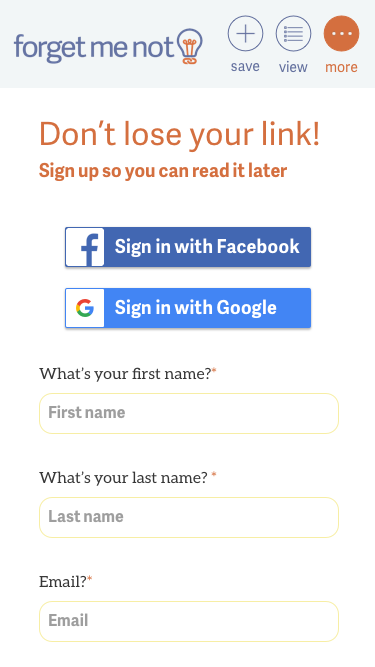 forget me not
save
view
more
Don't lose your link!
Sign up so you can read it later
Sign in with Facebook
Sign in with Google
What's your first name?*
First name
What's your last name? *
Last name
Email?*
Email